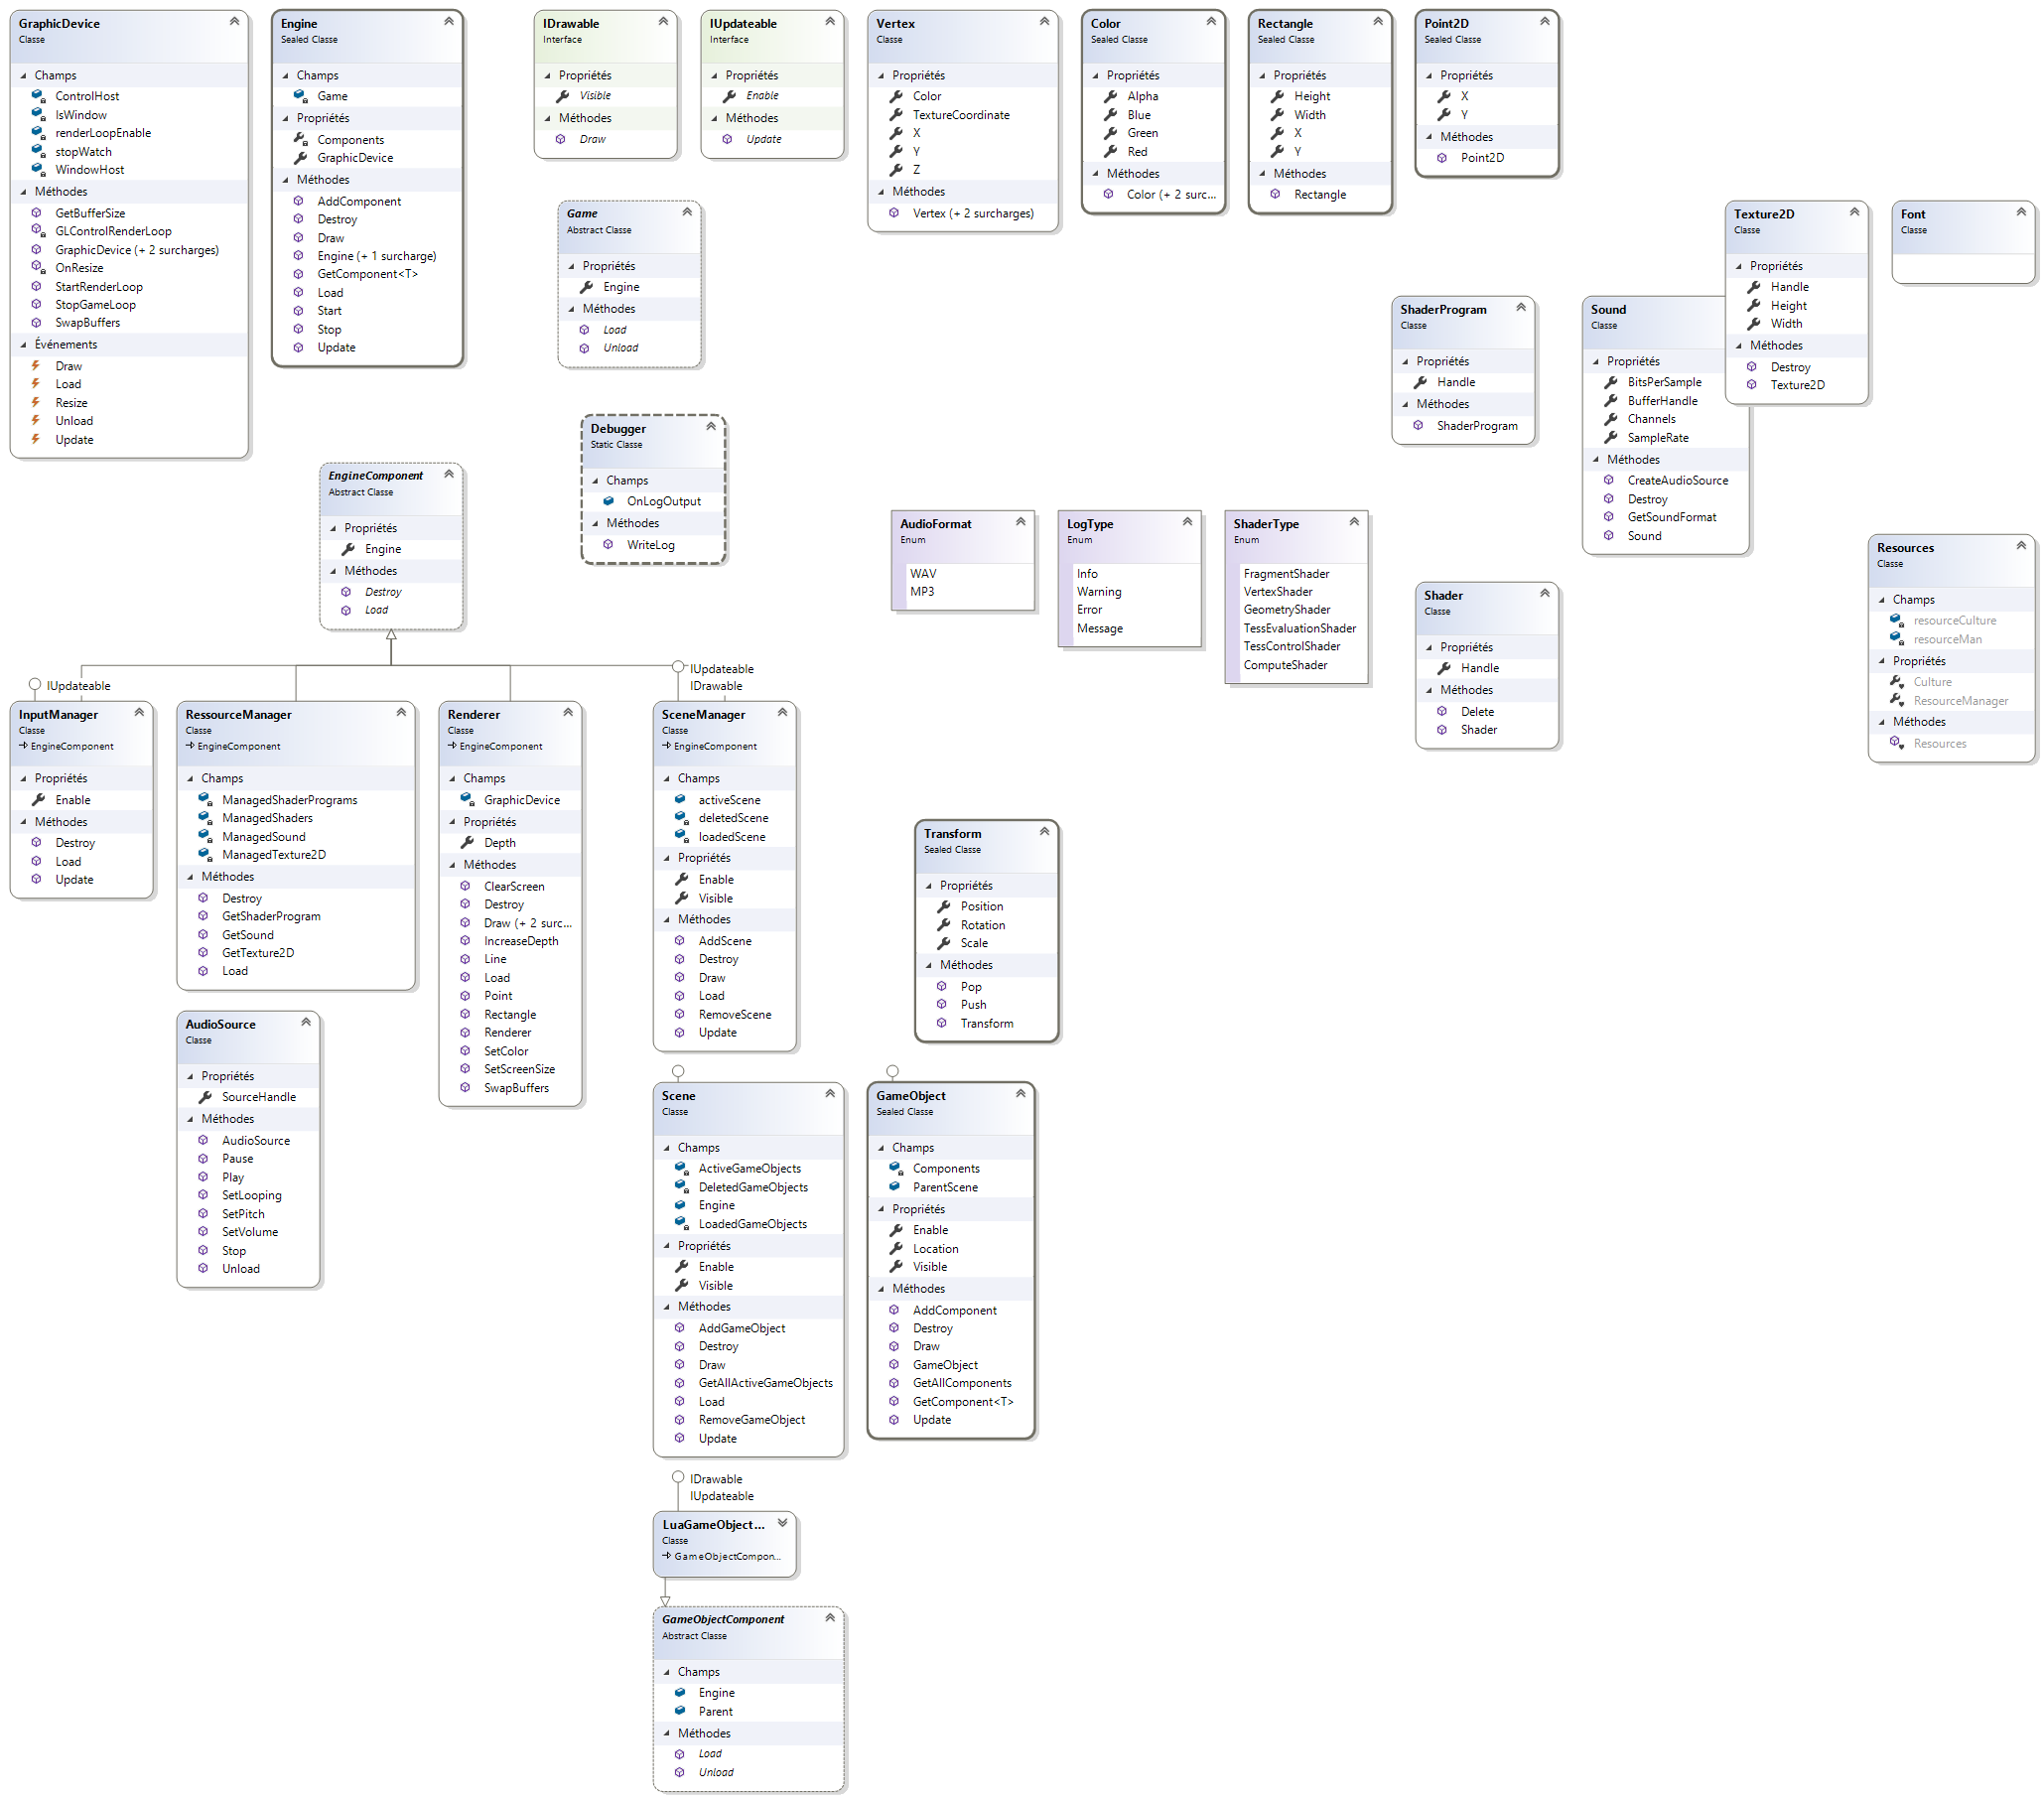 GraphicDevice
Classe
Champs
ControlHost
IsWindow
renderLoopEnable
stopWatch
WindowHost
Méthodes
GetBufferSize
GLControlRenderLoop
GraphicDevice (+ 2 surcharges)
OnResize
StartRenderLoop
StopGameLoop
SwapBuffers
Événements
Draw
Load
Resize
Unload
Update
Engine
Sealed Classe
Champs
Game
Propriétés
Components
GraphicDevice
Méthodes
AddComponent
Destroy
Draw
Engine (+ 1 surcharge)
GetComponent<T>
Load
Start
Stop
Update
IDrawable
Interface
Propriétés
Visible
Méthodes
Draw
IUpdateable
Interface
Propriétés
Enable
Méthodes
Update
Vertex
Classe
Propriétés
Color
TextureCoordinate
X
Y
Z
Méthodes
Vertex (+ 2 surcharges)
Color
Sealed Classe
Propriétés
Alpha
Blue
Green
Red
Méthodes
Color (+ 2 surc...
Rectangle
Sealed Classe
Propriétés
Height
Width
X
Y
Méthodes
Rectangle
Point2D
Sealed Classe
Propriétés
X
Y
Méthodes
Point2D
Game
Abstract Classe
Propriétés
Engine
Méthodes
Load
Unload
Texture2D
Classe
Propriétés
Handle
Height
Width
Méthodes
Destroy
Texture2D
Font
Classe
ShaderProgram
Classe
Propriétés
Handle
Méthodes
ShaderProgram
Sound
Classe
Propriétés
BitsPerSample
BufferHandle
Channels
SampleRate
Méthodes
CreateAudioSource
Destroy
GetSoundFormat
Sound
Debugger
Static Classe
Champs
OnLogOutput
Méthodes
WriteLog
EngineComponent
Abstract Classe
Propriétés
Engine
Méthodes
Destroy
Load
AudioFormat
Enum
WAV
MP3
LogType
Enum
Info
Warning
Error
Message
ShaderType
Enum
FragmentShader
VertexShader
GeometryShader
TessEvaluationShader
TessControlShader
ComputeShader
Shader
Classe
Propriétés
Handle
Méthodes
Delete
Shader
Resources
Classe
Champs
resourceCulture
resourceMan
Propriétés
Culture
ResourceManager
Méthodes
Resources
IUpdateable
InputManager
Classe
EngineComponent
Propriétés
Enable
Méthodes
Destroy
Load
Update
RessourceManager
Classe
EngineComponent
Champs
ManagedShaderPrograms
ManagedShaders
ManagedSound
ManagedTexture2D
Méthodes
Destroy
GetShaderProgram
GetSound
GetTexture2D
Load
Renderer
Classe
EngineComponent
Champs
GraphicDevice
Propriétés
Depth
Méthodes
ClearScreen
Destroy
Draw (+ 2 surc...
IncreaseDepth
Line
Load
Point
Rectangle
Renderer
SetColor
SetScreenSize
SwapBuffers
IUpdateable
IDrawable
SceneManager
Classe
EngineComponent
Champs
activeScene
deletedScene
loadedScene
Propriétés
Enable
Visible
Méthodes
AddScene
Destroy
Draw
Load
RemoveScene
Update
Transform
Sealed Classe
Propriétés
Position
Rotation
Scale
Méthodes
Pop
Push
Transform
AudioSource
Classe
Propriétés
SourceHandle
Méthodes
AudioSource
Pause
Play
SetLooping
SetPitch
SetVolume
Stop
Unload
Scene
Classe
Champs
ActiveGameObjects
DeletedGameObjects
Engine
LoadedGameObjects
Propriétés
Enable
Visible
Méthodes
AddGameObject
Destroy
Draw
GetAllActiveGameObjects
Load
RemoveGameObject
Update
GameObject
Sealed Classe
Champs
Components
ParentScene
Propriétés
Enable
Location
Visible
Méthodes
AddComponent
Destroy
Draw
GameObject
GetAllComponents
GetComponent<T>
Update
IDrawable
IUpdateable
LuaGameObject...
Classe
GameObjectCompon...
GameObjectComponent
Abstract Classe
Champs
Engine
Parent
Méthodes
Load
Unload